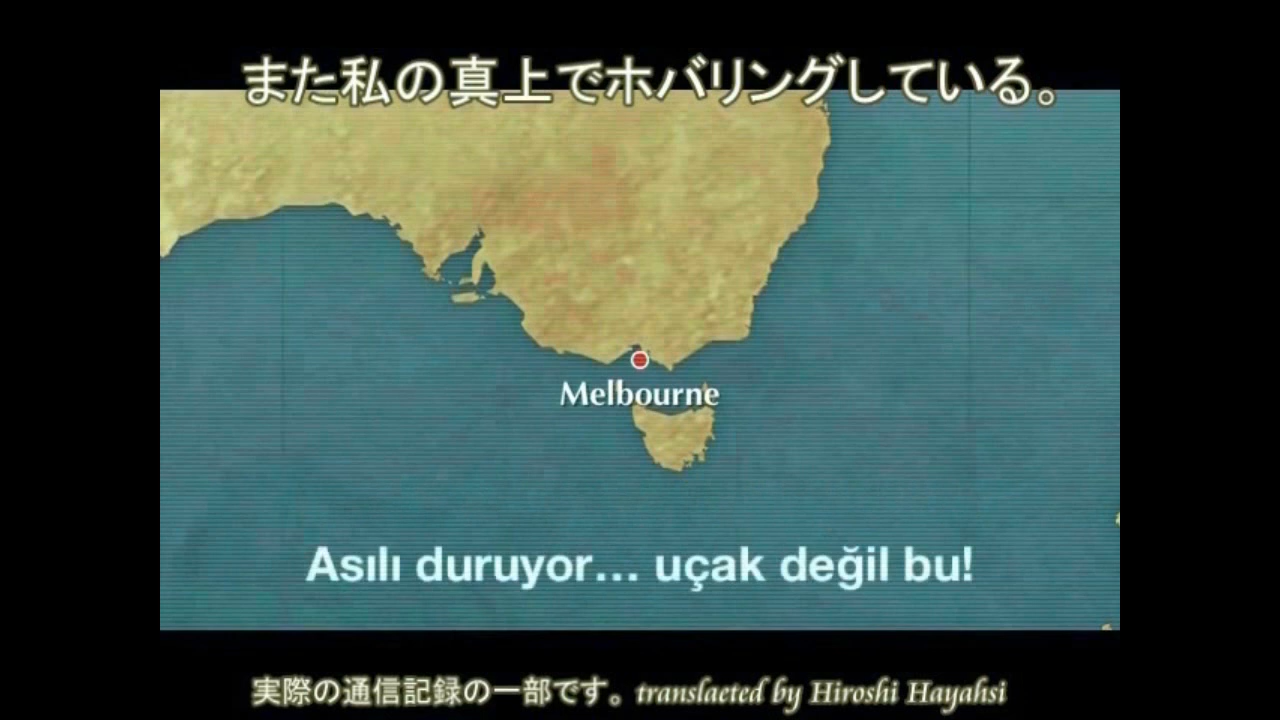 また私の真上でホバリングしている。
Melbourne
Asılı duruyor... uçak değil bu!
実際の通信記録の一部です。translaeted by Hiroshi Hayahsi